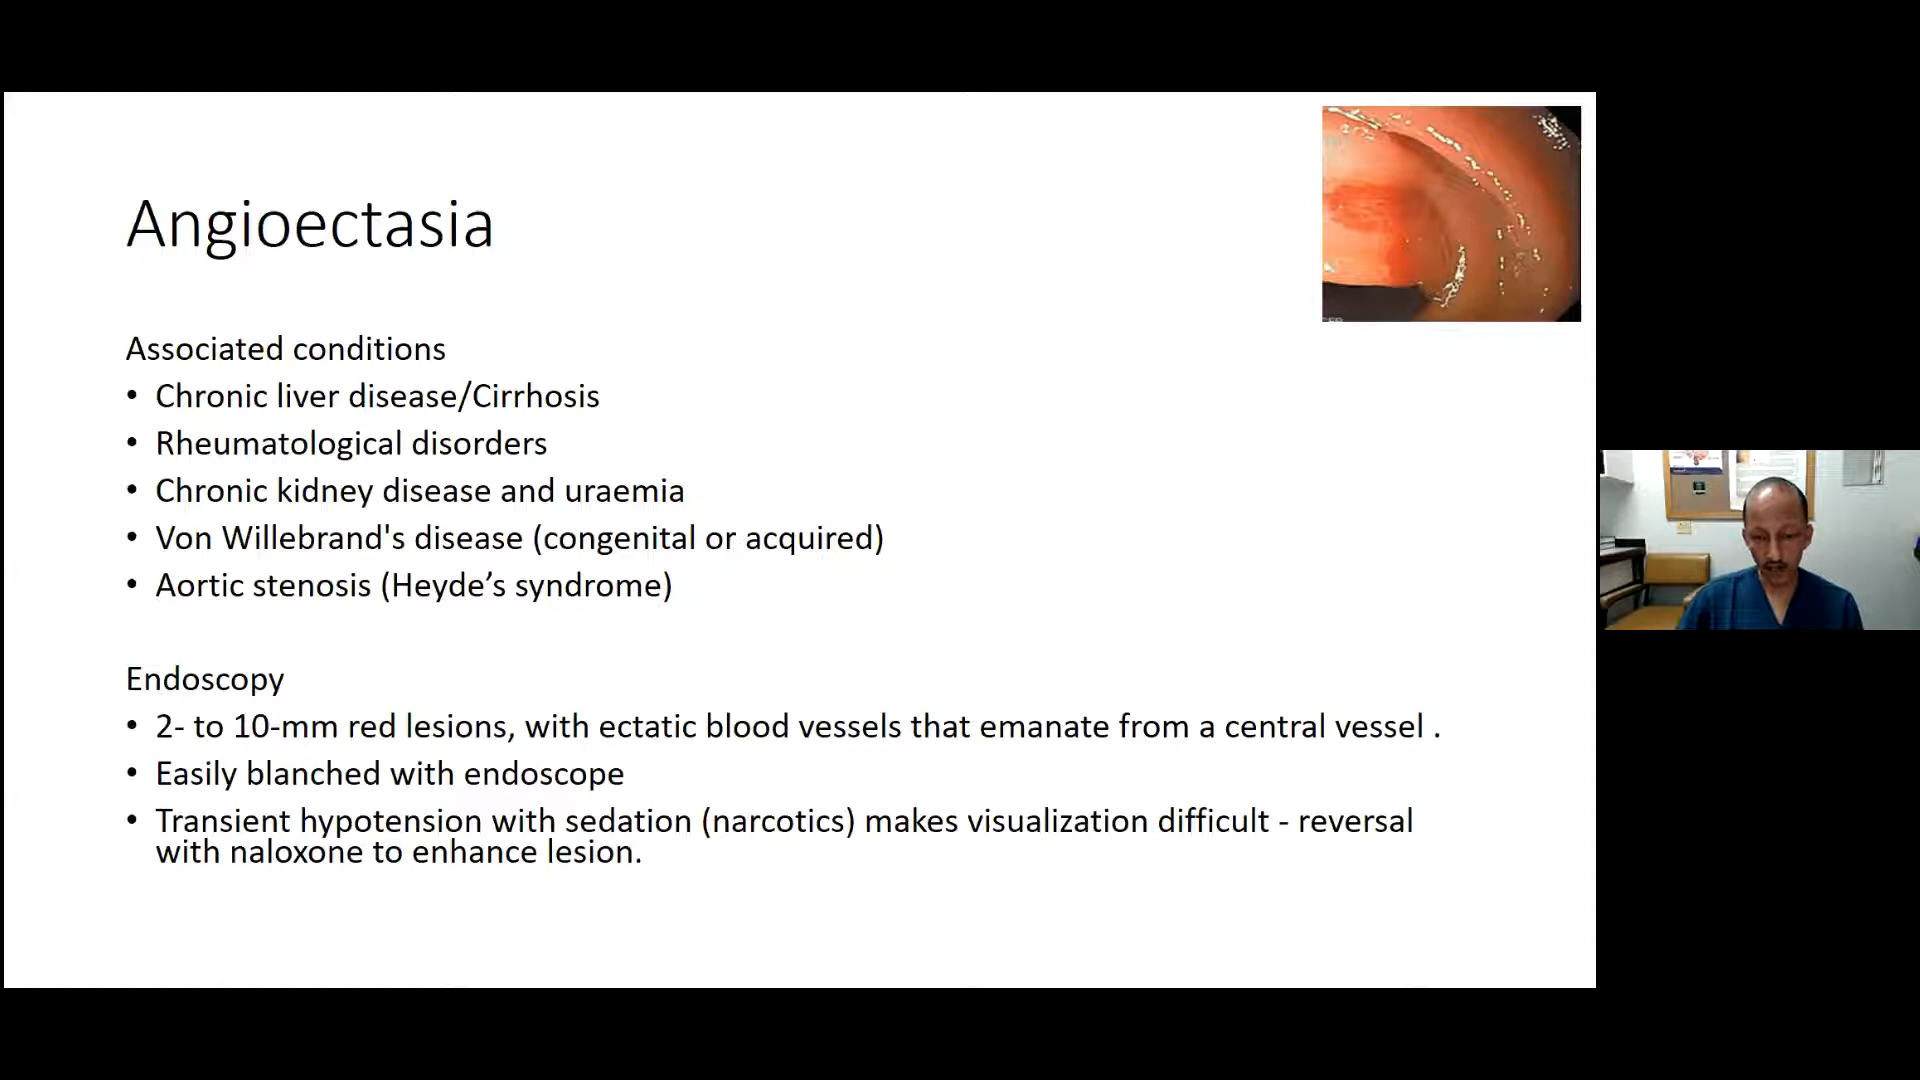 Angioectasia
Associated conditions
• Chronic liver disease/Cirrhosis
• Rheumatological disorders
• Chronic kidney disease and uraemia
• Von Willebrand's disease (congenital or acquired)
• Aortic stenosis (Heyde’s syndrome)
Endoscopy
• 2- to 10-mm red lesions, with ectatic blood vessels that emanate from a central vessel .
• Easily blanched with endoscope
• Transient hypotension with sedation (narcotics) makes visualization difficult - reversal
with naloxone to enhance lesion.